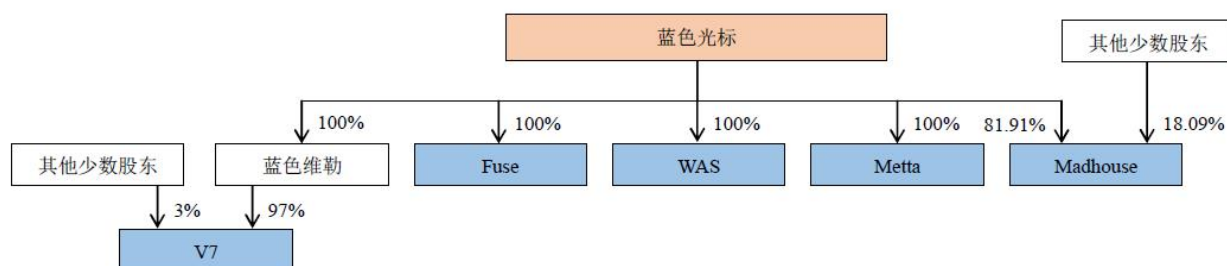 蓝色光标
其他少数股东
100%
100%
100%
100%
81.91%
18.09%
其他少数股东
蓝色维勒
Fuse
WAS
Metta
Madhouse
3%
97%
V7